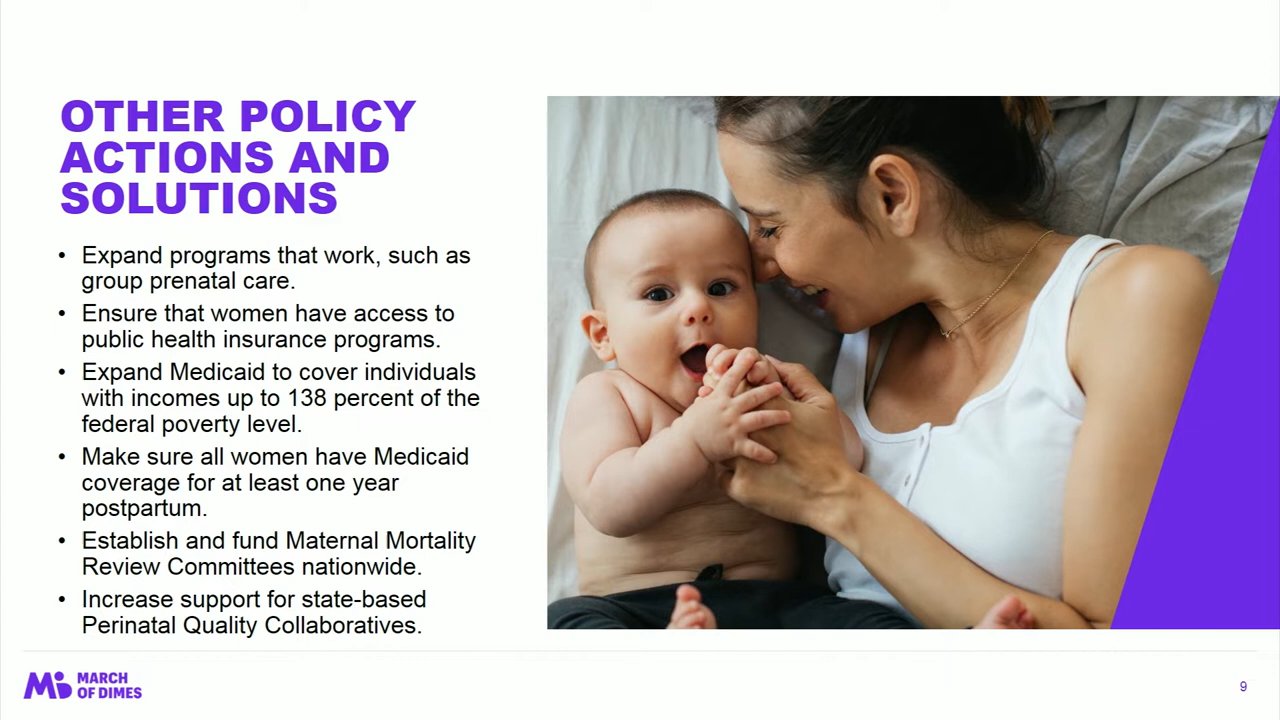 OTHER POLICY
ACTIONS AND
SOLUTIONS
• Expand programs that work, such as
group prenatal care.
• Ensure that women have access to
public health insurance programs.
• Expand Medicaid to cover individuals
with incomes up to 138 percent of the
federal poverty level.
• Make sure all women have Medicaid
coverage for at least one year
postpartum.
• Establish and fund Maternal Mortality
Review Committees nationwide.
• Increase support for state-based
Perinatal Quality Collaboratives.
MARCH
OF DIMES
9